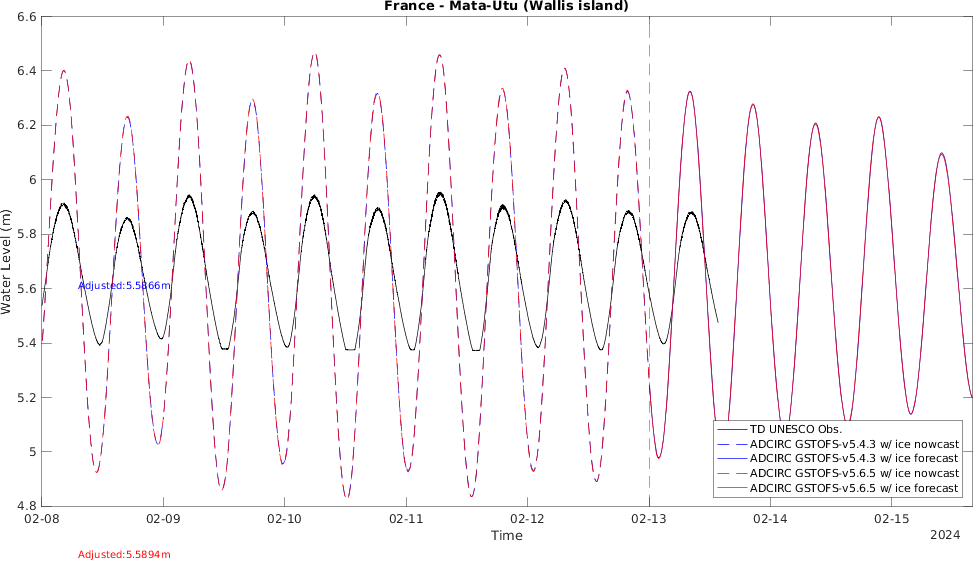 France - Mata-Utu (Wallis island)
6.6
6.4
6.2
6
5.8
5.6
5.4
5.2
5
4.8
Water Level (m)
Adjusted:5.5866m
TD UNESCO Obs.
ADCIRC GSTOFS-v5.4.3 w/ ice nowcast
ADCIRC GSTOFS-v5.4.3 w/ ice forecast
ADCIRC GSTOFS-v5.6.5 w/ ice nowcast
ADCIRC GSTOFS-v5.6.5 w/ ice forecast
02-08 02-09 02-10 02-11 02-12 02-13 02-14 02-15
Time
2024
Adjusted:5.5894m